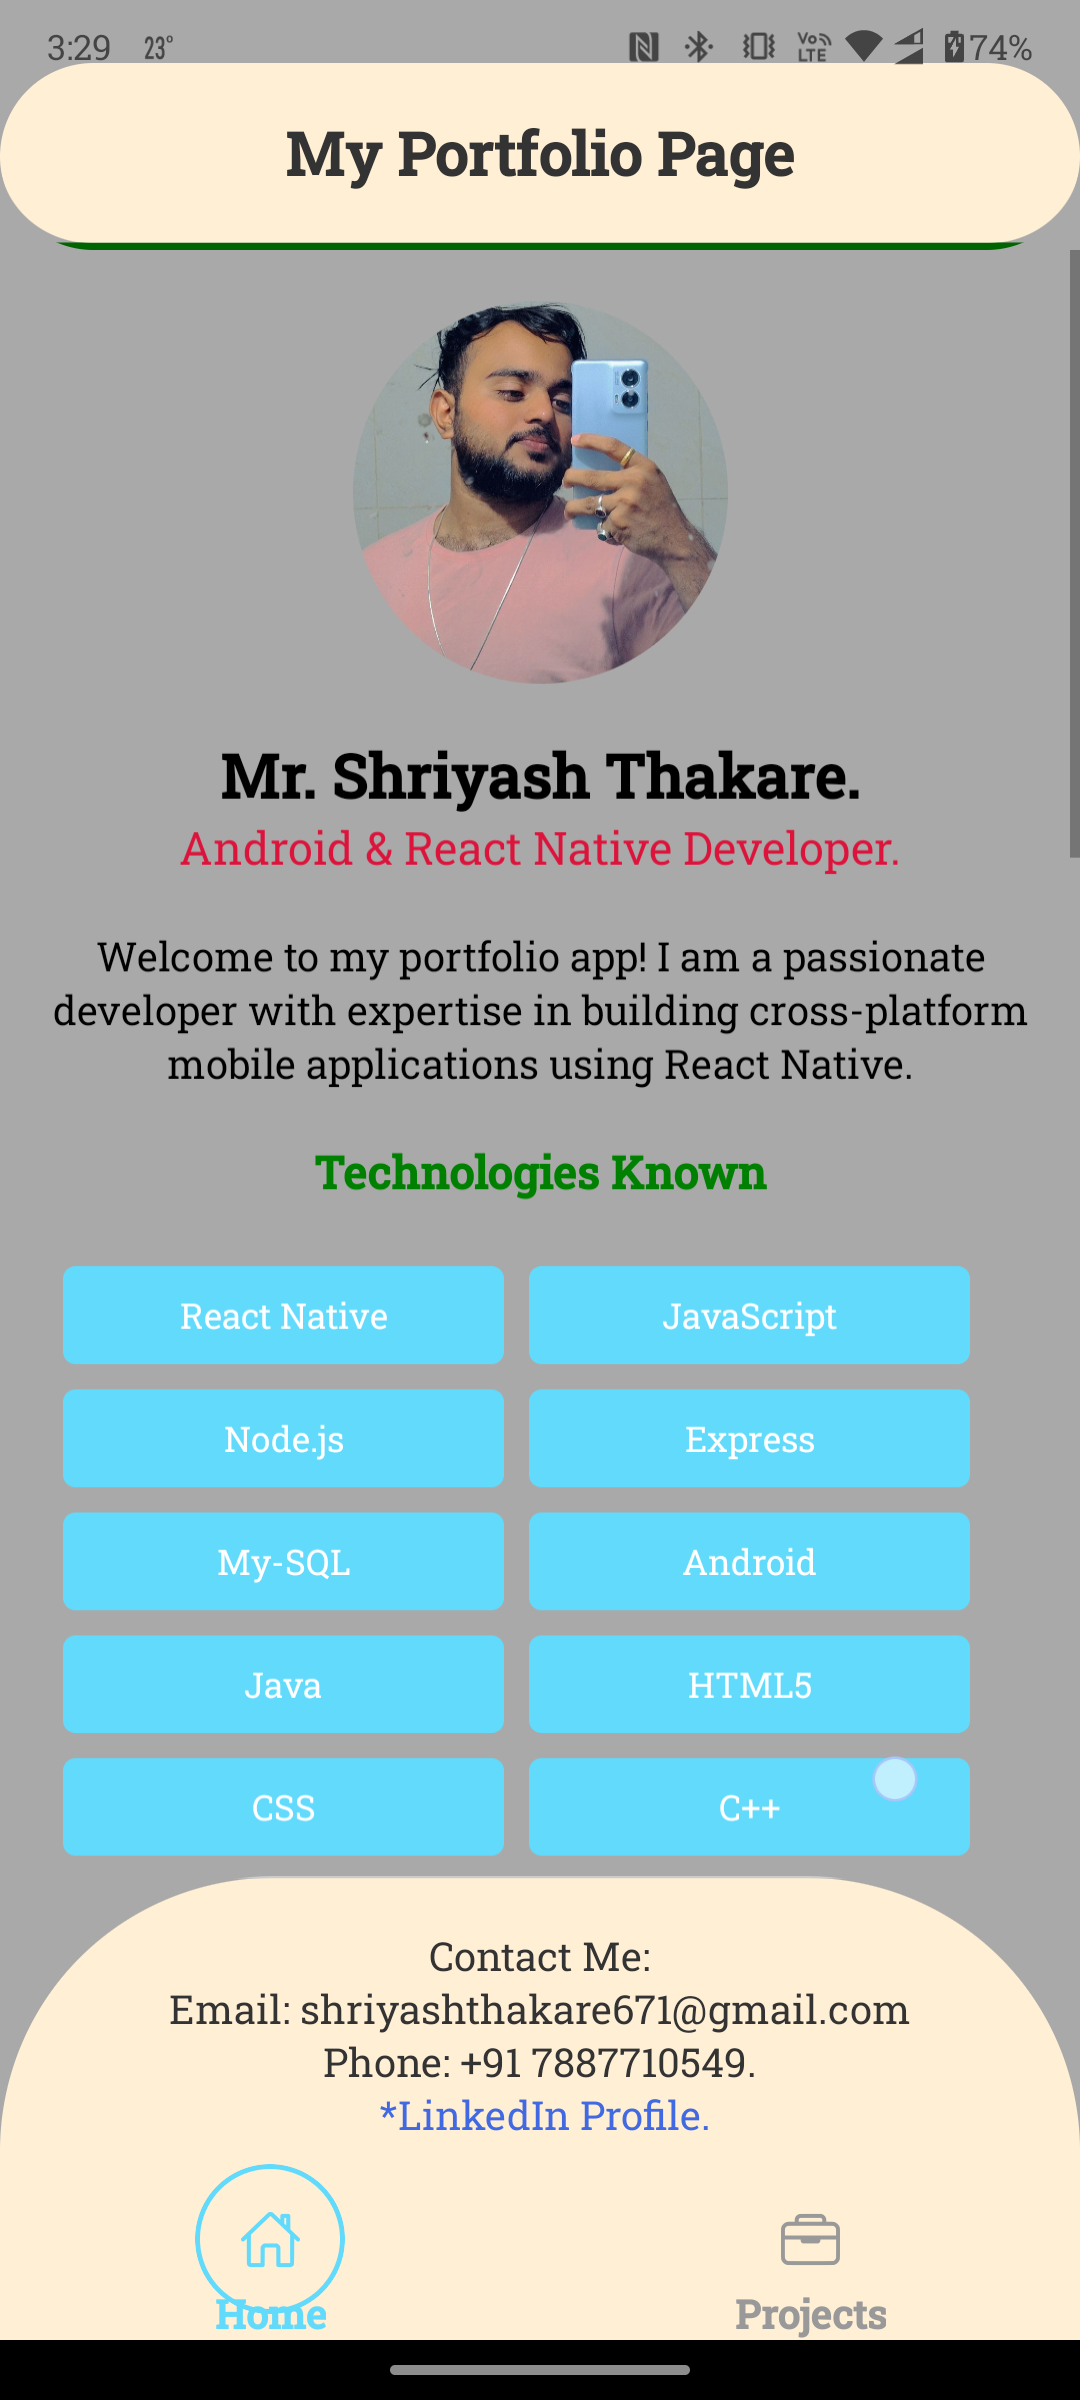 3:29 23° Vo LTE 74%
My Portfolio Page
Mr. Shriyash Thakare.
Android & React Native Developer.
Welcome to my portfolio app! I am a passionate
developer with expertise in building cross-platform
mobile applications using React Native.
Technologies Known
React Native JavaScript
Node.js Express
My-SQL Android
Java HTML5
CSS C++
Contact Me:
Email: shriyashthakare671@gmail.com
Phone: +91 7887710549.
*LinkedIn Profile.
Home Projects